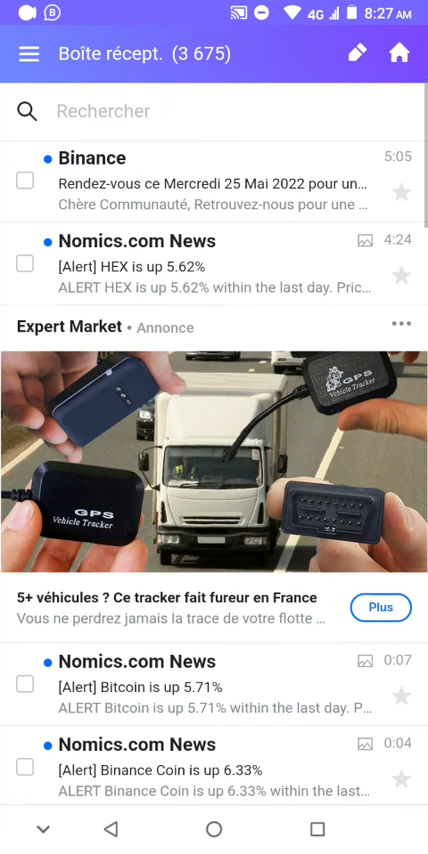 B
4G
8:27 AM
Boîte récept. (3 675)
Rechercher
Binance
5:05
Rendez-vous ce Mercredi 25 Mai 2022 pour un...
Chère Communauté, Retrouvez-nous pour une ...
Nomics.com News
4:24
[Alert] HEX is up 5.62%
ALERT HEX is up 5.62% within the last day. Pric...
Expert Market • Annonce
GPS
Vehicle Tracker
GPS
Vehicle Tracker
5+ véhicules ? Ce tracker fait fureur en France
Vous ne perdrez jamais la trace de votre flotte ...
Plus
Nomics.com News
0:07
[Alert] Bitcoin is up 5.71%
ALERT Bitcoin is up 5.71% within the last day. P...
Nomics.com News
0:04
[Alert] Binance Coin is up 6.33%
ALERT Binance Coin is up 6.33% within the last...